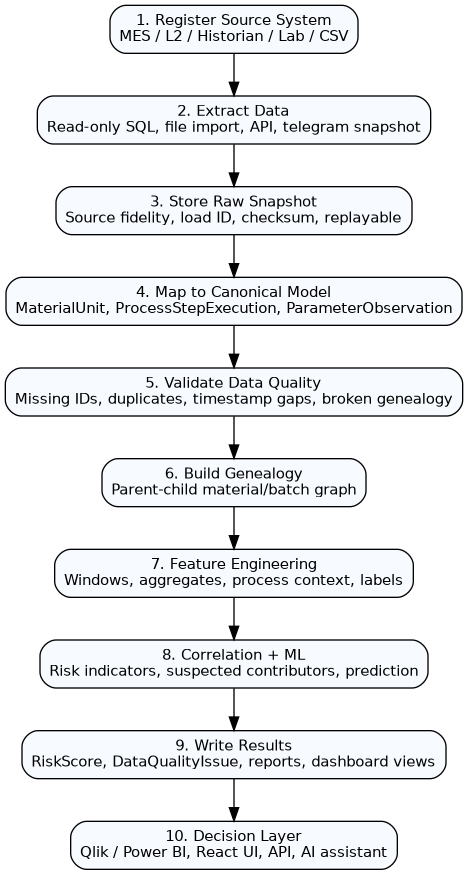 1. Register Source System
MES / L2 / Historian / Lab / CSV
2. Extract Data
Read-only SQL, file import, API, telegram snapshot
3. Store Raw Snapshot
Source fidelity, load ID, checksum, replayable
4. Map to Canonical Model
MaterialUnit, ProcessStepExecution, ParameterObservation
5. Validate Data Quality
Missing IDs, duplicates, timestamp gaps, broken genealogy
6. Build Genealogy
Parent-child material/batch graph
7. Feature Engineering
Windows, aggregates, process context, labels
8. Correlation + ML
Risk indicators, suspected contributors, prediction
9. Write Results
RiskScore, DataQualityIssue, reports, dashboard views
10. Decision Layer
Qlik / Power BI, React UI, API, AI assistant